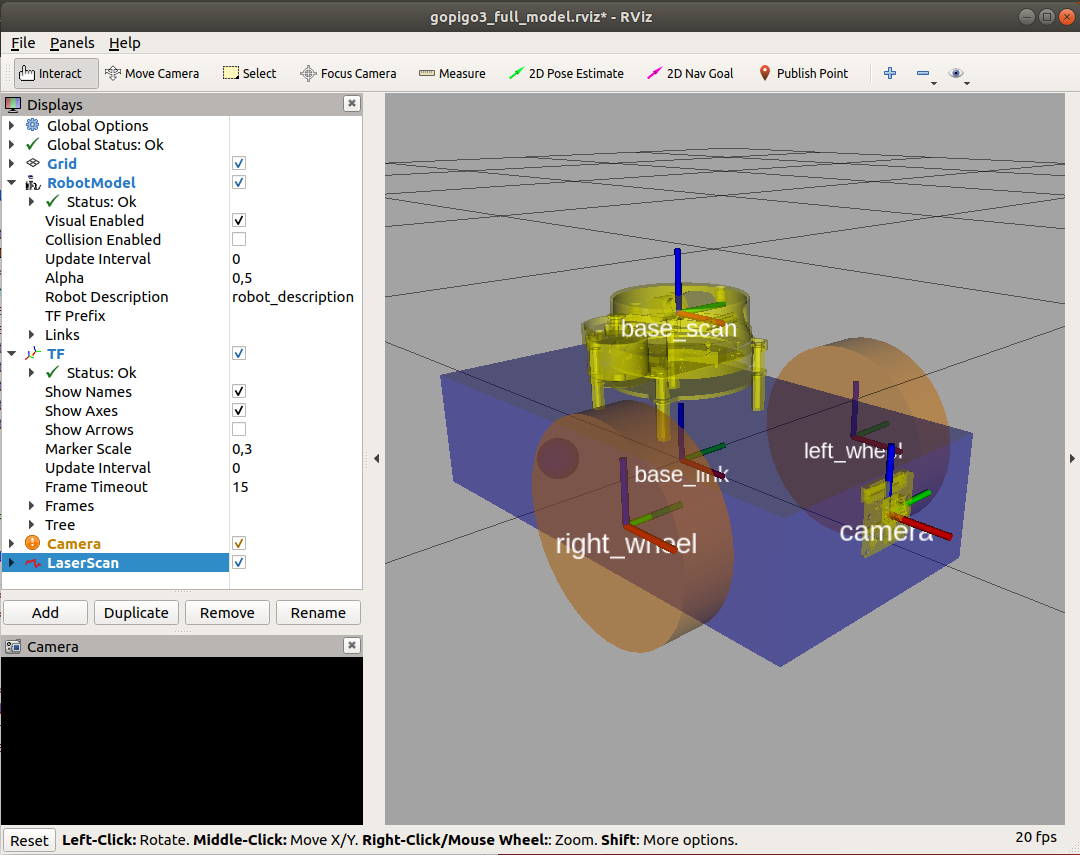 gopigo3_full_model.rviz* - RViz
File Panels Help
Interact Move Camera Select Focus Camera Measure 2D Pose Estimate 2D Nav Goal Publish Point
Displays
Global Options
Global Status: Ok
Grid
RobotModel
Status: Ok
Visual Enabled
Collision Enabled
Update Interval 0
Alpha 0,5
Robot Description robot_description
TF Prefix
Links
TF
Status: Ok
Show Names
Show Axes
Show Arrows
Marker Scale 0,3
Update Interval 0
Frame Timeout 15
Frames
Tree
Camera
LaserScan
Add Duplicate Remove Rename
Camera
base_scan
left_wheel
base_link
camera
right_wheel
Reset Left-Click: Rotate. Middle-Click: Move X/Y. Right-Click/Mouse Wheel:: Zoom. Shift: More options. 20 fps